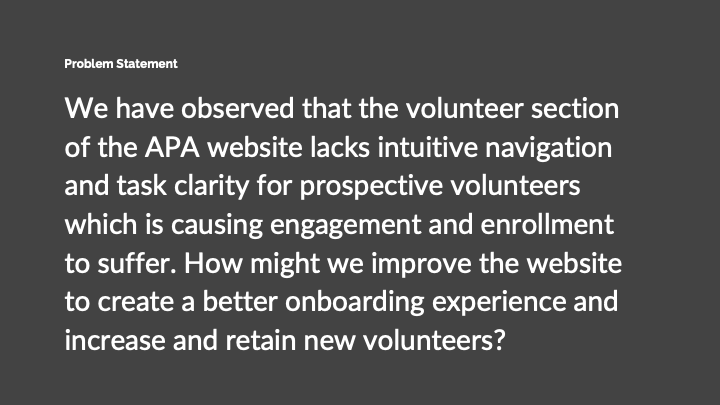 Problem Statement
We have observed that the volunteer section
of the APA website lacks intuitive navigation
and task clarity for prospective volunteers
which is causing engagement and enrollment
to suffer. How might we improve the website
to create a better onboarding experience and
increase and retain new volunteers?